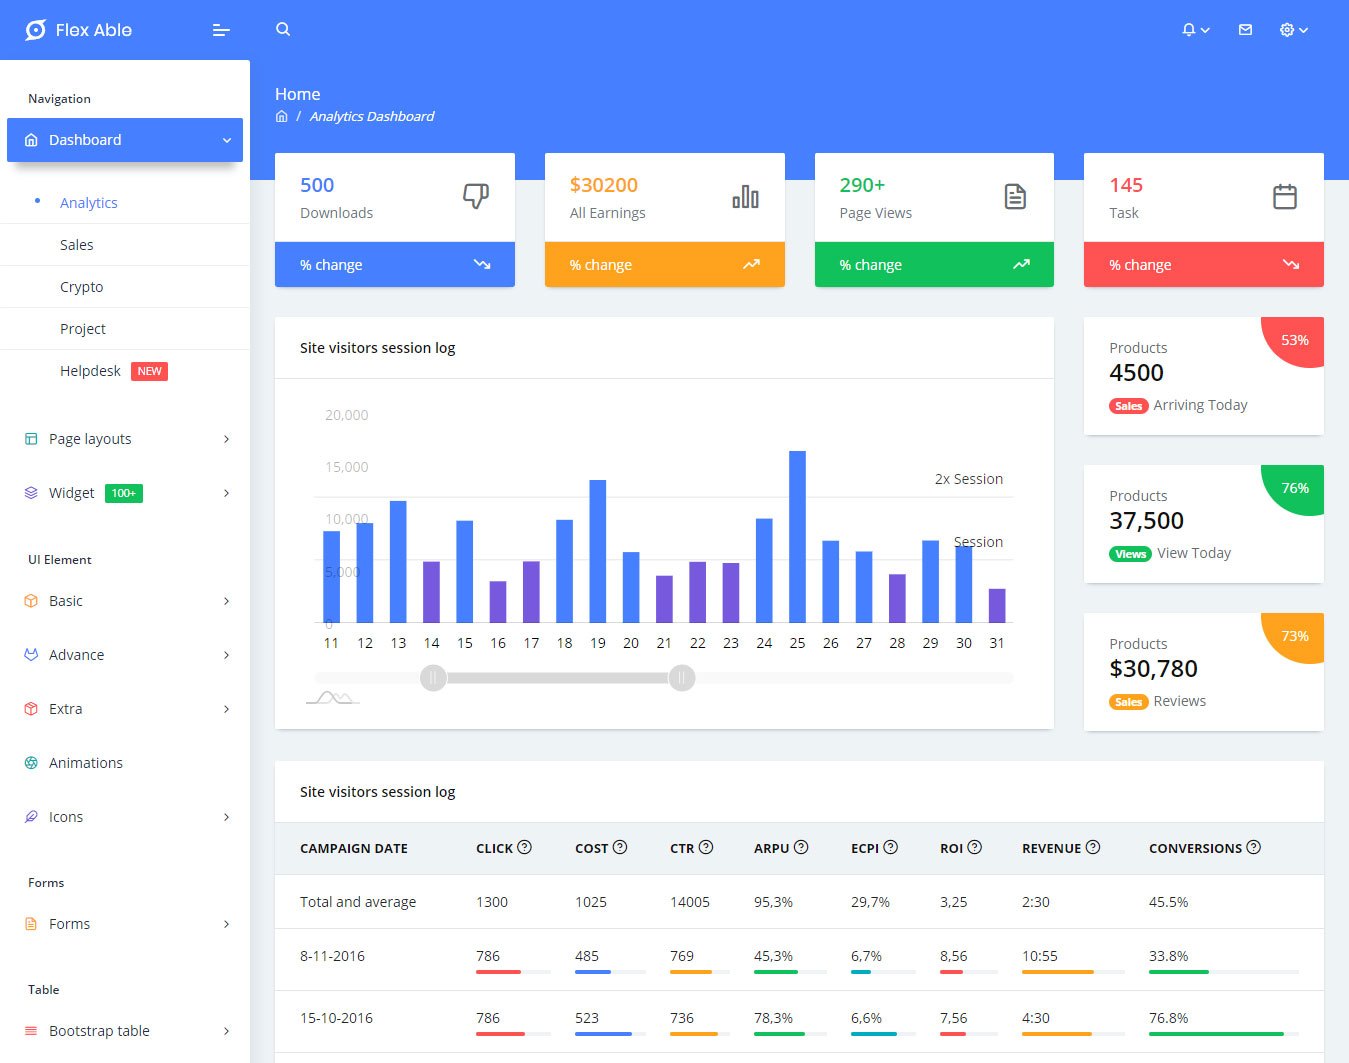 Flex Able
Navigation
Dashboard
Analytics
Sales
Crypto
Project
Helpdesk NEW
Page layouts
Widget 100+
UI Element
Basic
Advance
Extra
Animations
Icons
Forms
Forms
Table
Bootstrap table
Home
/ Analytics Dashboard
500
Downloads
% change
$30200
All Earnings
% change
290+
Page Views
% change
145
Task
% change
Site visitors session log
20,000
15,000
2x Session
10,000
Session
5,000
0
11 12 13 14 15 16 17 18 19 20 21 22 23 24 25 26 27 28 29 30 31
53%
Products
4500
Sales Arriving Today
76%
Products
37,500
Views View Today
73%
Products
$30,780
Sales Reviews
Site visitors session log
CAMPAIGN DATE CLICK ? COST ? CTR ? ARPU ? ECPI ? ROI ? REVENUE ? CONVERSIONS ?
Total and average 1300 1025 14005 95,3% 29,7% 3,25 2:30 45.5%
8-11-2016 786 485 769 45,3% 6,7% 8,56 10:55 33.8%
15-10-2016 786 523 736 78,3% 6,6% 7,56 4:30 76.8%